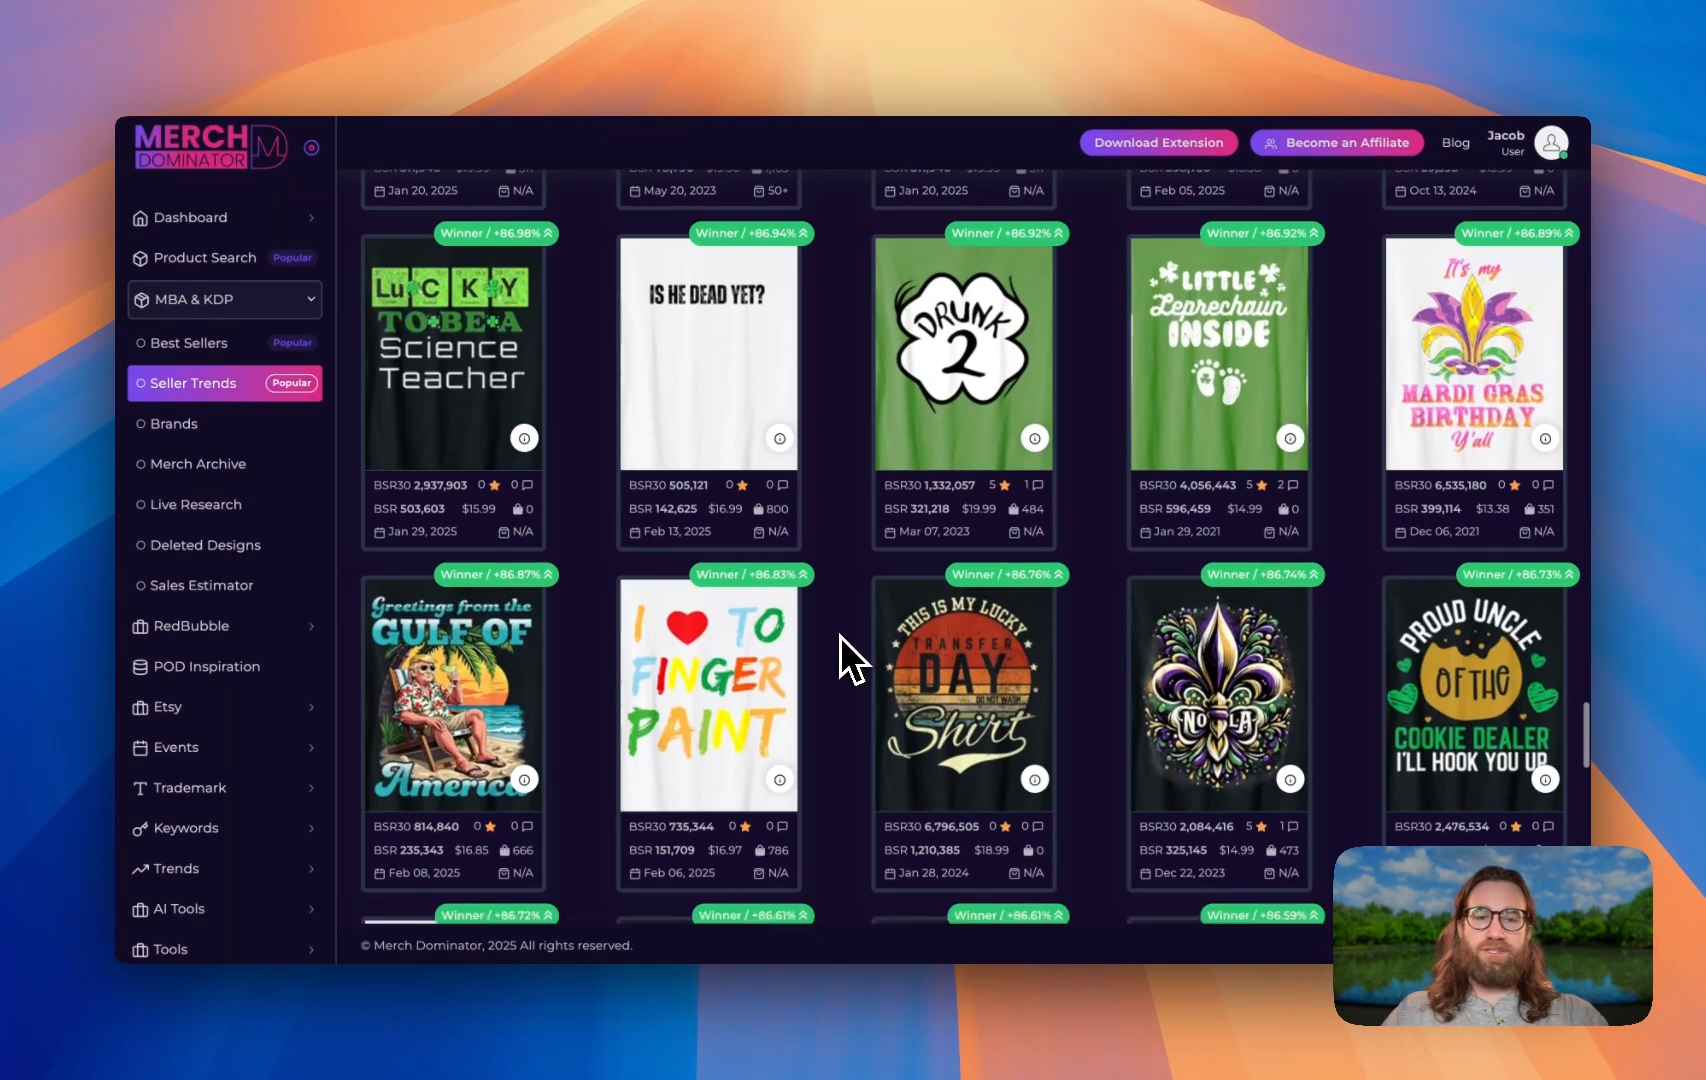 MERCH
DOMINATOR
Download Extension
Become an Affiliate
Blog
Jacob
User
Dashboard
Product Search Popular
MBA & KDP
Best Sellers Popular
Seller Trends Popular
Brands
Merch Archive
Live Research
Deleted Designs
Sales Estimator
RedBubble
POD Inspiration
Etsy
Events
Trademark
Keywords
Trends
AI Tools
Tools
Jan 20, 2025 N/A
May 20, 2023 50+
Jan 20, 2025 N/A
Feb 05, 2025 N/A
Oct 13, 2024 N/A
Winner / +86.98%
LuCKY
TO BE A
Science
Teacher
BSR30 2,937,903 0 0
BSR 503,603 $15.99 0
Jan 29, 2025 N/A
Winner / +86.94%
IS HE DEAD YET?
BSR30 505,121 0 0
BSR 142,625 $16.99 800
Feb 13, 2025 N/A
Winner / +86.92%
DRUNK
2
BSR30 1,332,057 5 1
BSR 321,218 $19.99 484
Mar 07, 2023 N/A
Winner / +86.92%
LITTLE
Leprechaun
INSIDE
BSR30 4,056,443 5 2
BSR 596,459 $14.99 0
Jan 29, 2021 N/A
Winner / +86.89%
It's my
MARDI GRAS
BIRTHDAY
Y'all
BSR30 6,535,180 0 0
BSR 399,114 $13.38 351
Dec 06, 2021 N/A
Winner / +86.87%
Greetings from the
GULF OF
America
BSR30 814,840 0 0
BSR 235,343 $16.85 666
Feb 08, 2025 N/A
Winner / +86.83%
I TO
FINGER
PAINT
BSR30 735,344 0 0
BSR 151,709 $16.97 786
Feb 06, 2025 N/A
Winner / +86.76%
THIS IS MY LUCKY
TRANSFER
DAY
DO NOT WASH
Shirt
BSR30 6,796,505 0 0
BSR 1,210,385 $18.99 0
Jan 28, 2024 N/A
Winner / +86.74%
NOLA
BSR30 2,084,416 5 1
BSR 325,145 $14.99 473
Dec 22, 2023 N/A
Winner / +86.73%
PROUD UNCLE
OF THE
COOKIE DEALER
I'LL HOOK YOU UP
BSR30 2,476,534 0 0
Winner / +86.72%
Winner / +86.61%
Winner / +86.61%
Winner / +86.59%
© Merch Dominator, 2025 All rights reserved.